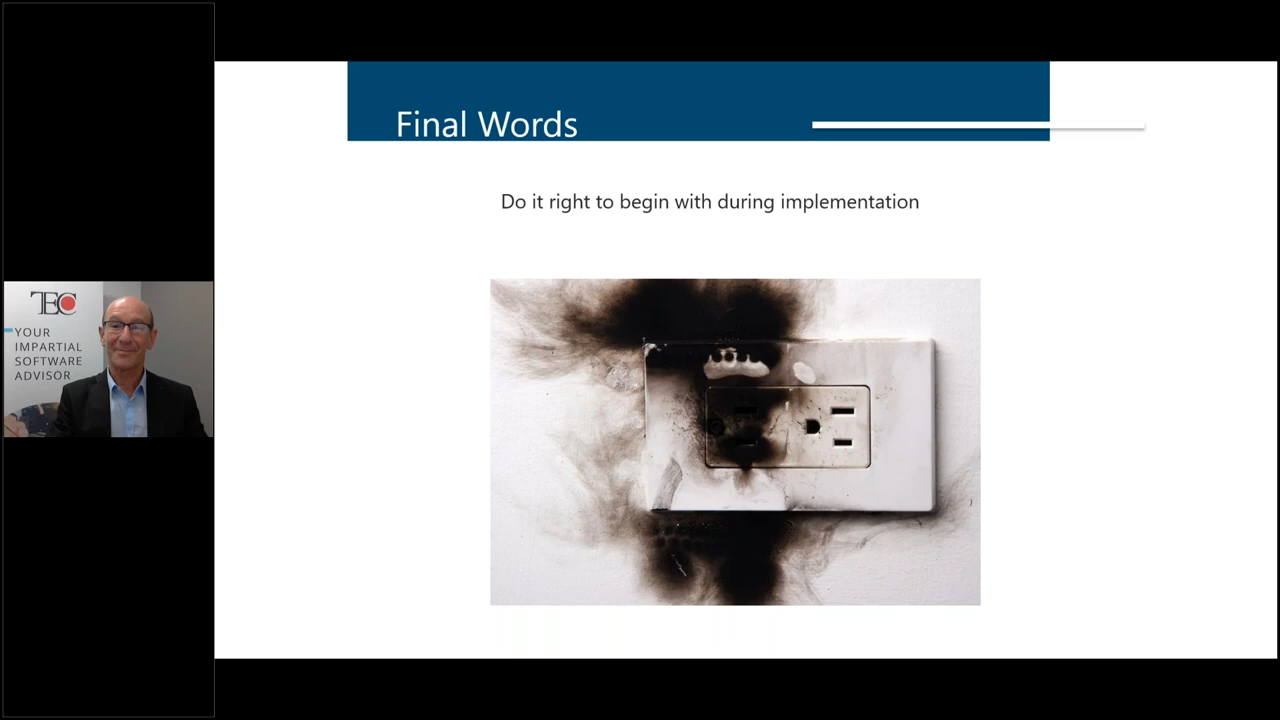 TEC
YOUR
IMPARTIAL
SOFTWARE
ADVISOR
Final Words
Do it right to begin with during implementation